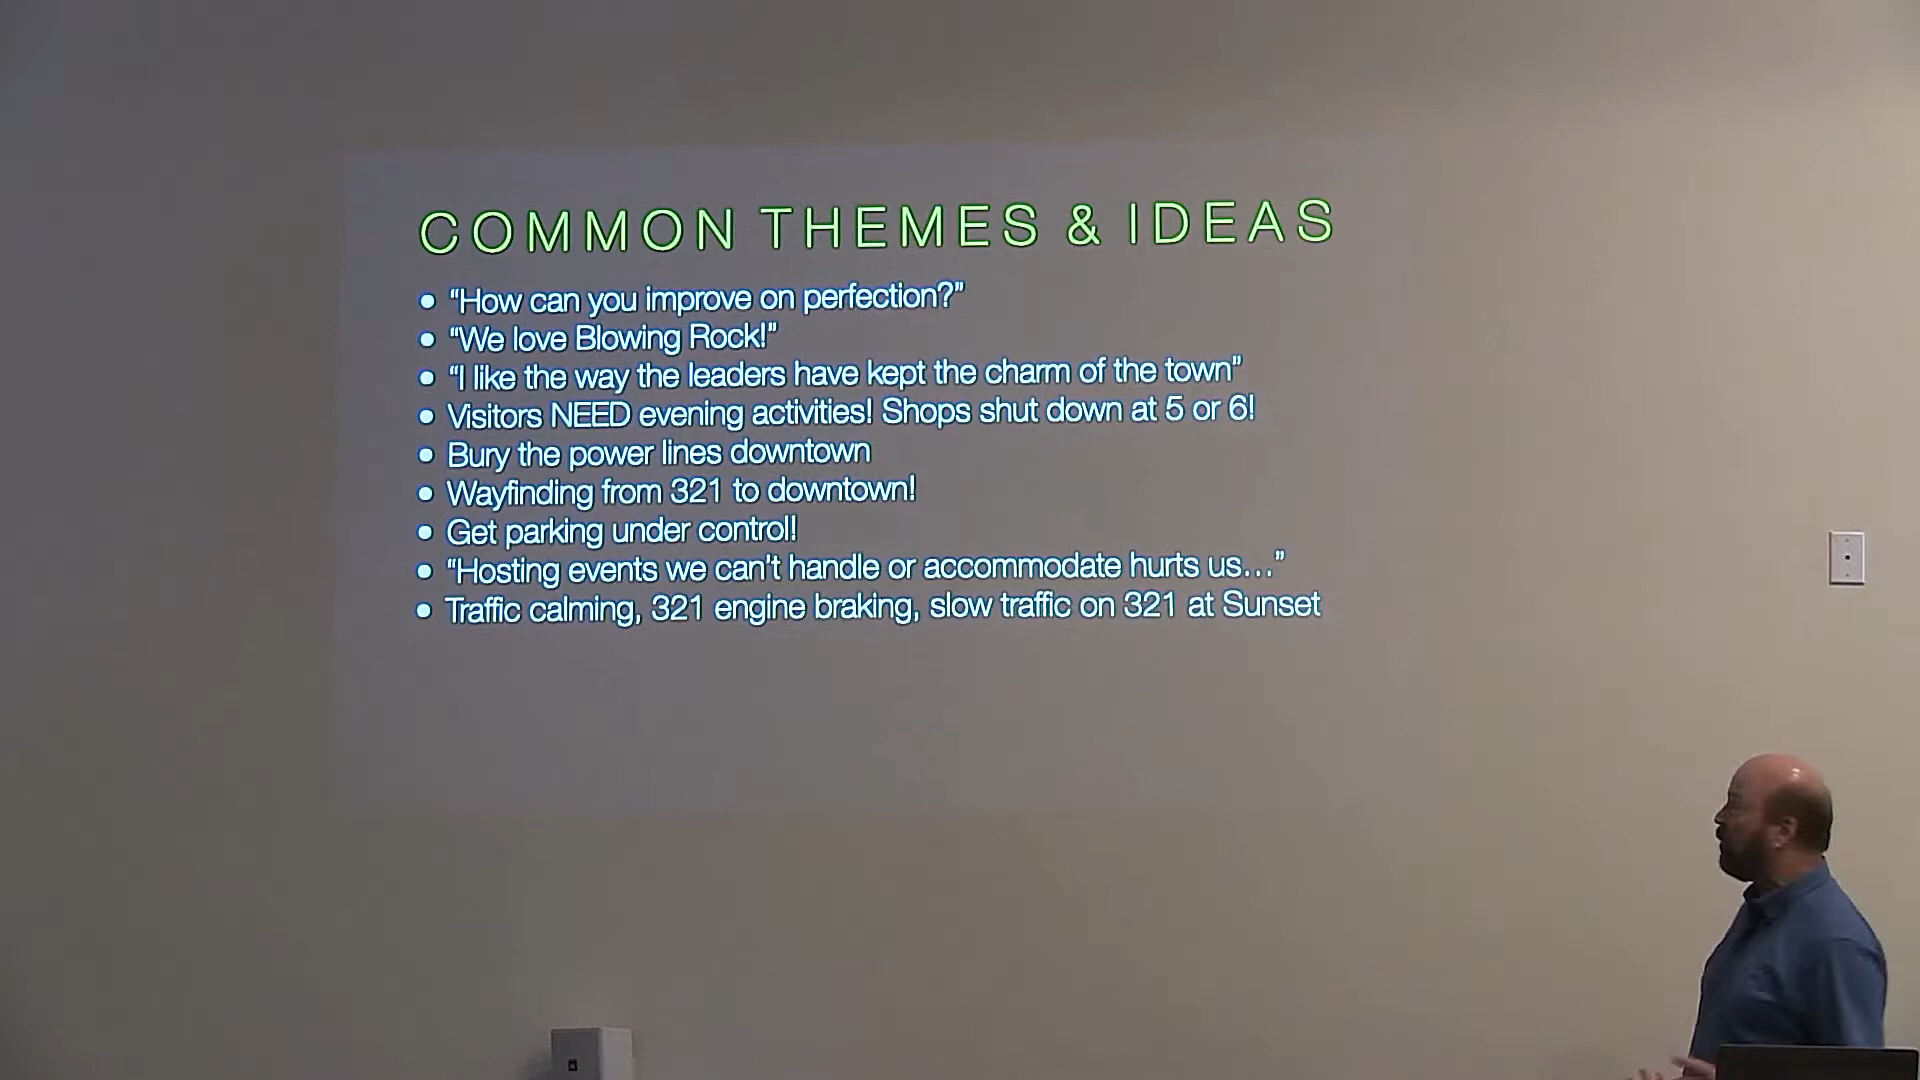 COMMON THEMES & IDEAS
• “How can you improve on perfection?”
• “We love Blowing Rock!”
• “I like the way the leaders have kept the charm of the town”
• Visitors NEED evening activities! Shops shut down at 5 or 6!
• Bury the power lines downtown
• Wayfinding from 321 to downtown!
• Get parking under control!
• “Hosting events we can’t handle or accommodate hurts us…”
• Traffic calming, 321 engine braking, slow traffic on 321 at Sunset